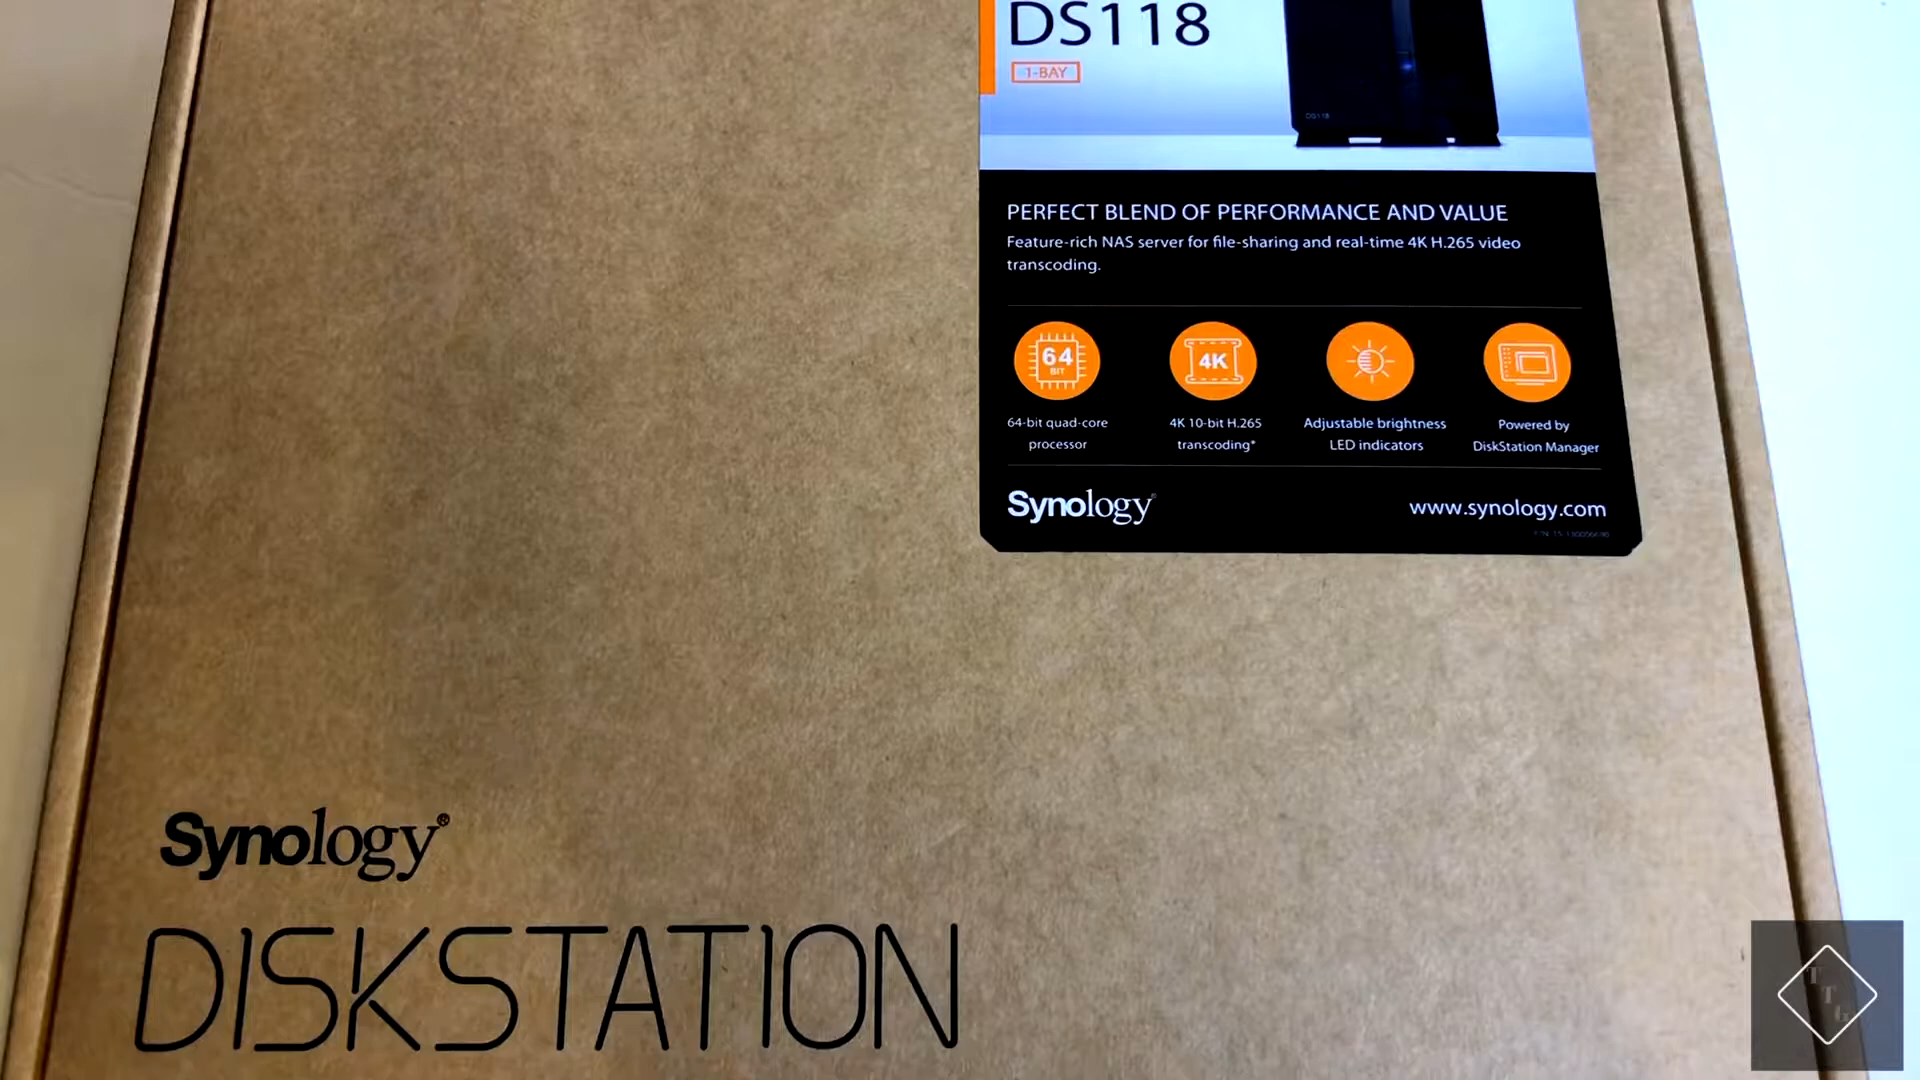 DS118
1-BAY
DS118
PERFECT BLEND OF PERFORMANCE AND VALUE
Feature-rich NAS server for file-sharing and real-time 4K H.265 video
transcoding.
64
BIT
4K
64-bit quad-core
processor
4K 10-bit H.265
transcoding*
Adjustable brightness
LED indicators
Powered by
DiskStation Manager
Synology®
www.synology.com
Synology®
DISKSTATION
T
T
G